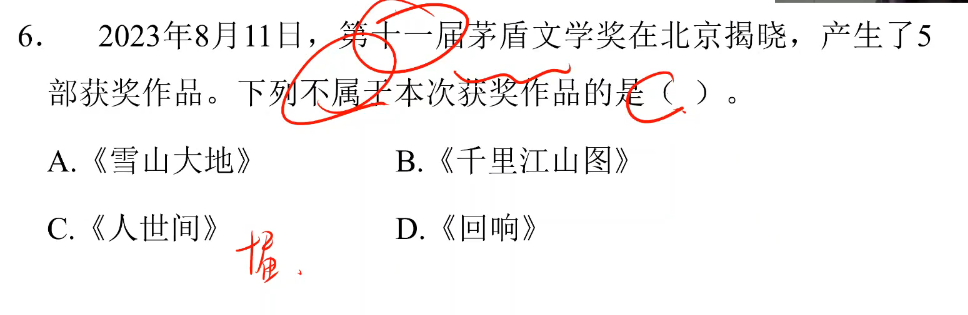 6. 2023年8月11日，第十一届茅盾文学奖在北京揭晓，产生了5
部获奖作品。下列不属于本次获奖作品的是（C）。
A.《雪山大地》 B.《千里江山图》
C.《人世间》 D.《回响》